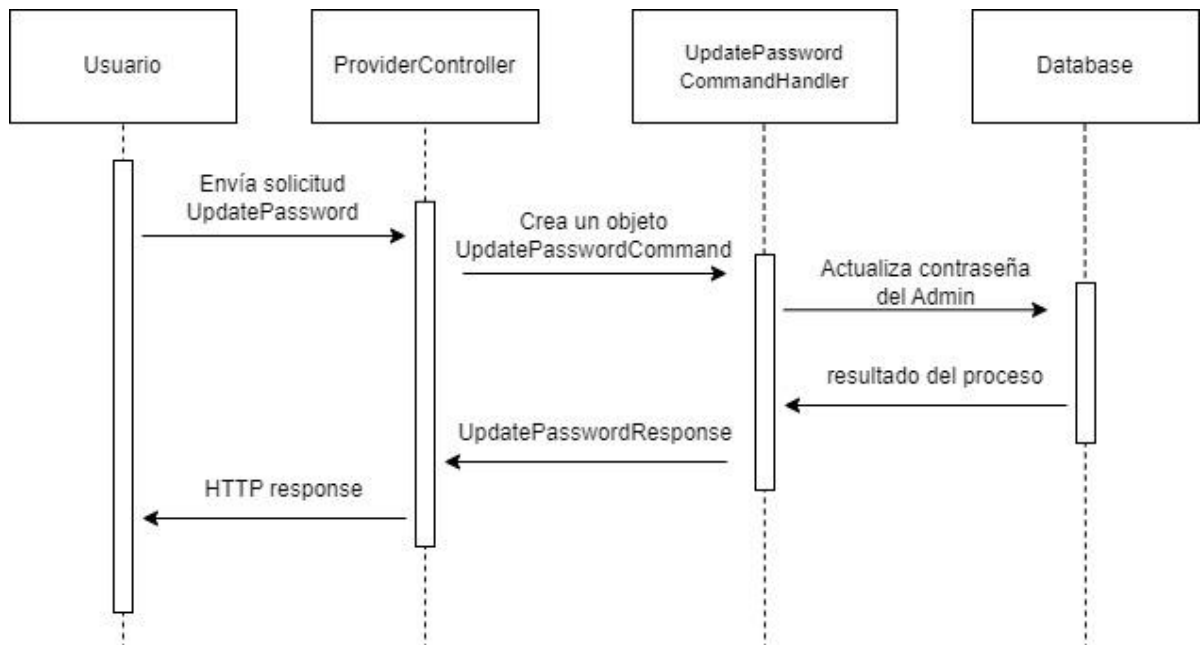 Usuario
ProviderController
UpdatePassword
CommandHandler
Database
Envía solicitud
UpdatePassword
Crea un objeto
UpdatePasswordCommand
Actualiza contraseña
del Admin
resultado del proceso
UpdatePasswordResponse
HTTP response